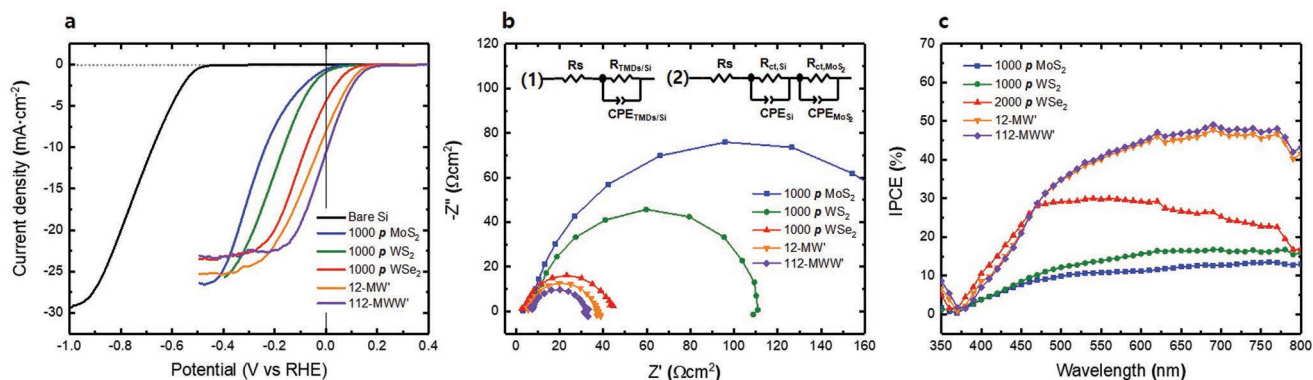 a
Current density (mA·cm⁻²)
0
-5
-10
-15
-20
-25
-30
-1.0 -0.8 -0.6 -0.4 -0.2 0.0 0.2 0.4
Potential (V vs RHE)
Bare Si
1000 p MoS₂
1000 p WS₂
1000 p WSe₂
12-MW'
112-MWW'
b
-Z'' (Ωcm²)
120
100
80
60
40
20
0
0 20 40 60 80 100 120 140 160
Z' (Ωcm²)
(1) Rs R_TMDs/Si
CPE_TMDs/Si
(2) Rs R_ct,Si R_ct,MoS₂
CPE_Si CPE_MoS₂
1000 p MoS₂
1000 p WS₂
1000 p WSe₂
12-MW'
112-MWW'
c
IPCE (%)
70
60
50
40
30
20
10
0
350 400 450 500 550 600 650 700 750 800
Wavelength (nm)
1000 p MoS₂
1000 p WS₂
2000 p WSe₂
12-MW'
112-MWW'